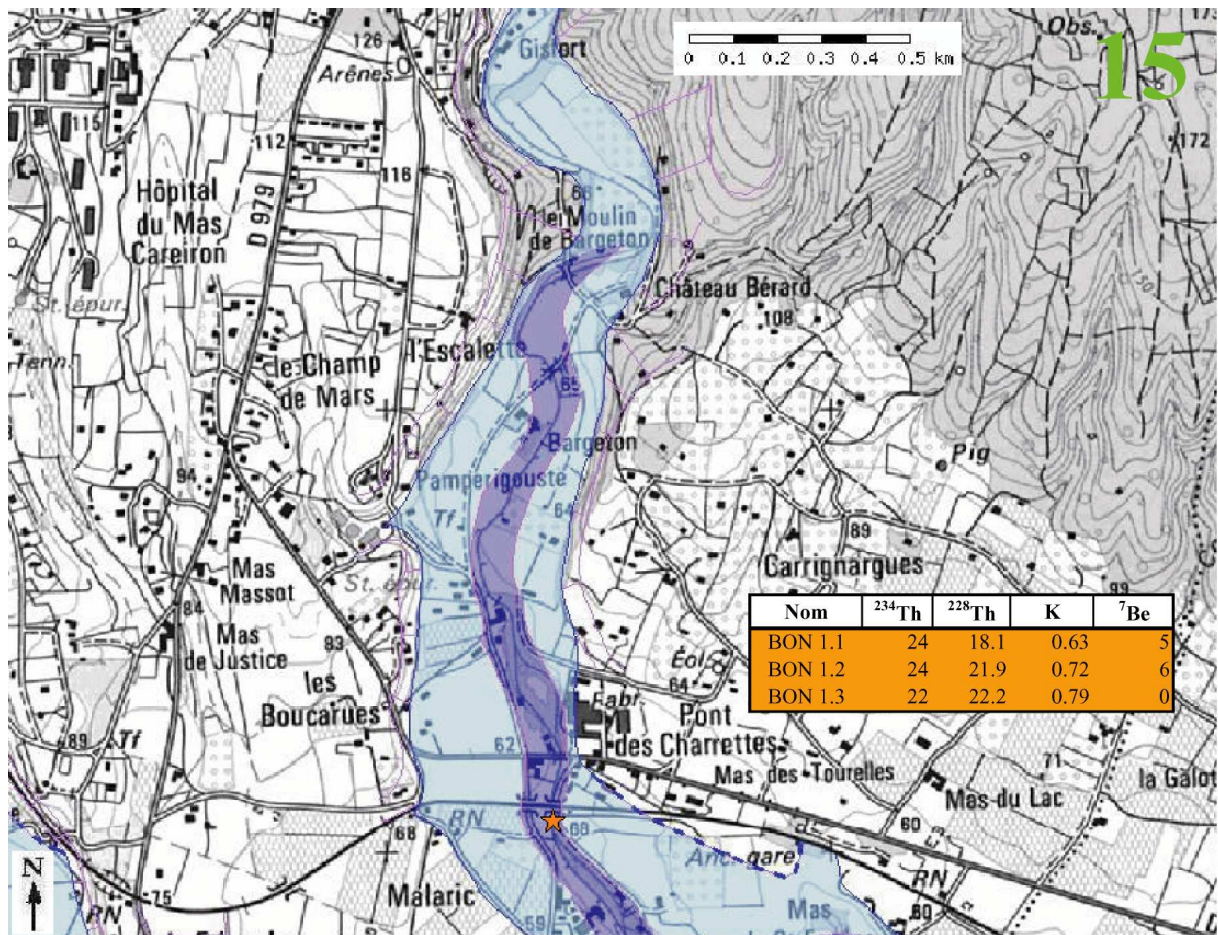 15
Gisfort
0 0.1 0.2 0.3 0.4 0.5 km
Obs.
126
Arênes
115
112
116
172
Hôpital
du Mas
Careiron
D 979
66
le Moulin
de Bargeton
St. épur.
Château Bérard
108
150
Tenn.
l'Escalette
le Champ
de Mars
65
Bargeton
Pig
94
Pamperigouste
Tf
64
89
Carrignargues
Mas
Massot
St. épur.
99
84
Mas
de Justice
83
Nom 234Th 228Th K 7Be
BON 1.1 24 18.1 0.63 5
BON 1.2 24 21.9 0.72 6
BON 1.3 22 22.2 0.79 0
Éol.
64
les
Boucarues
Fabr.
Pont
des Charrettes
89
Tf
62
Mas des Tourelles
71
la Galot
Mas du Lac
RN
60
68
60
Anc. gare
RN
N
75
Malaric
RN
60
59
Mas